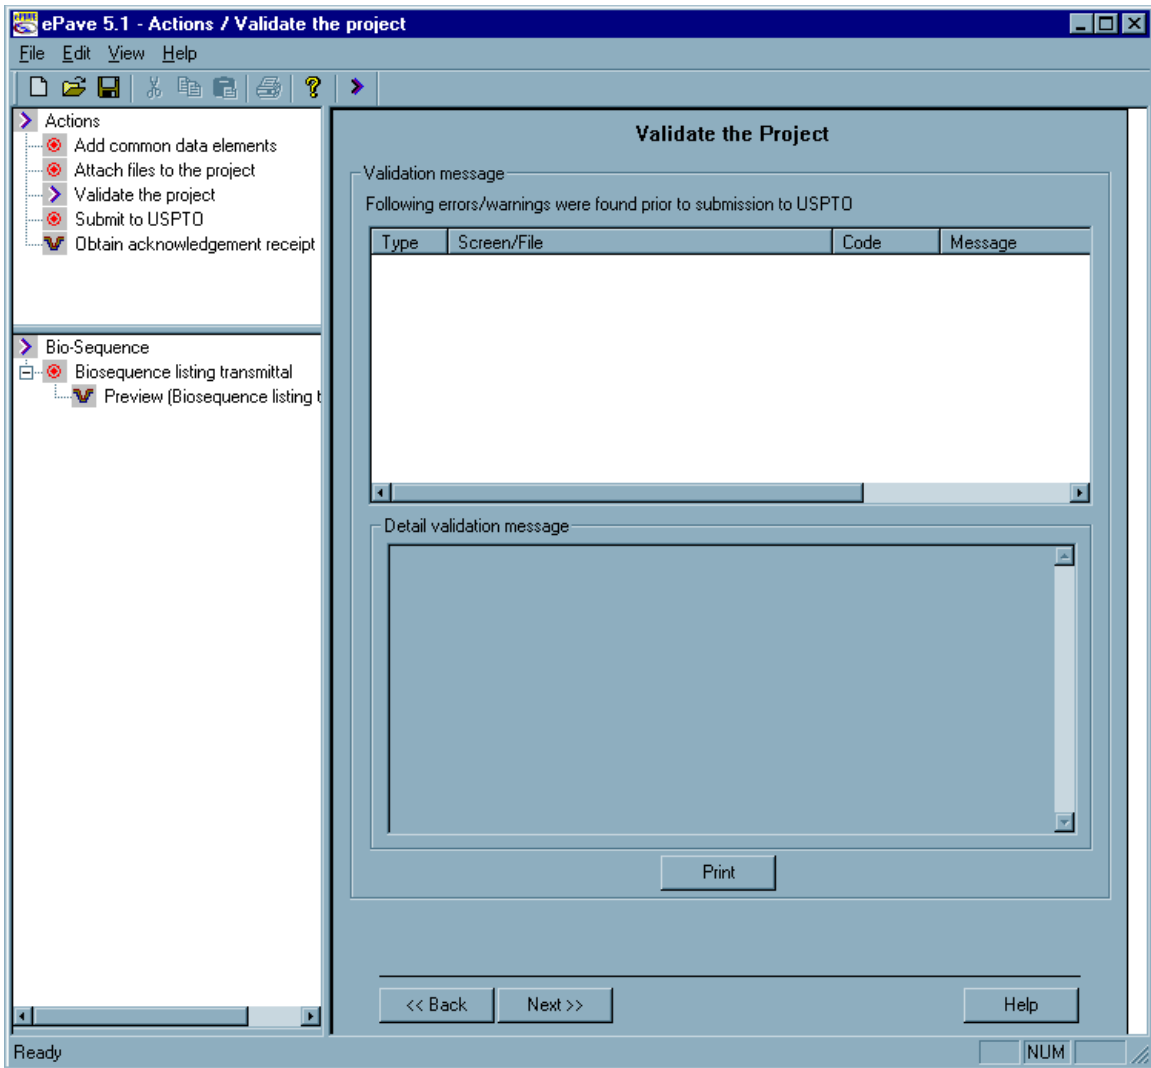 ePave 5.1 - Actions / Validate the project
File Edit View Help
Actions
Add common data elements
Attach files to the project
Validate the project
Submit to USPTO
Obtain acknowledgement receipt
Bio-Sequence
Biosequence listing transmittal
Preview (Biosequence listing t
Validate the Project
Validation message
Following errors/warnings were found prior to submission to USPTO
Type Screen/File Code Message
Detail validation message
Print
<< Back Next >> Help
Ready NUM